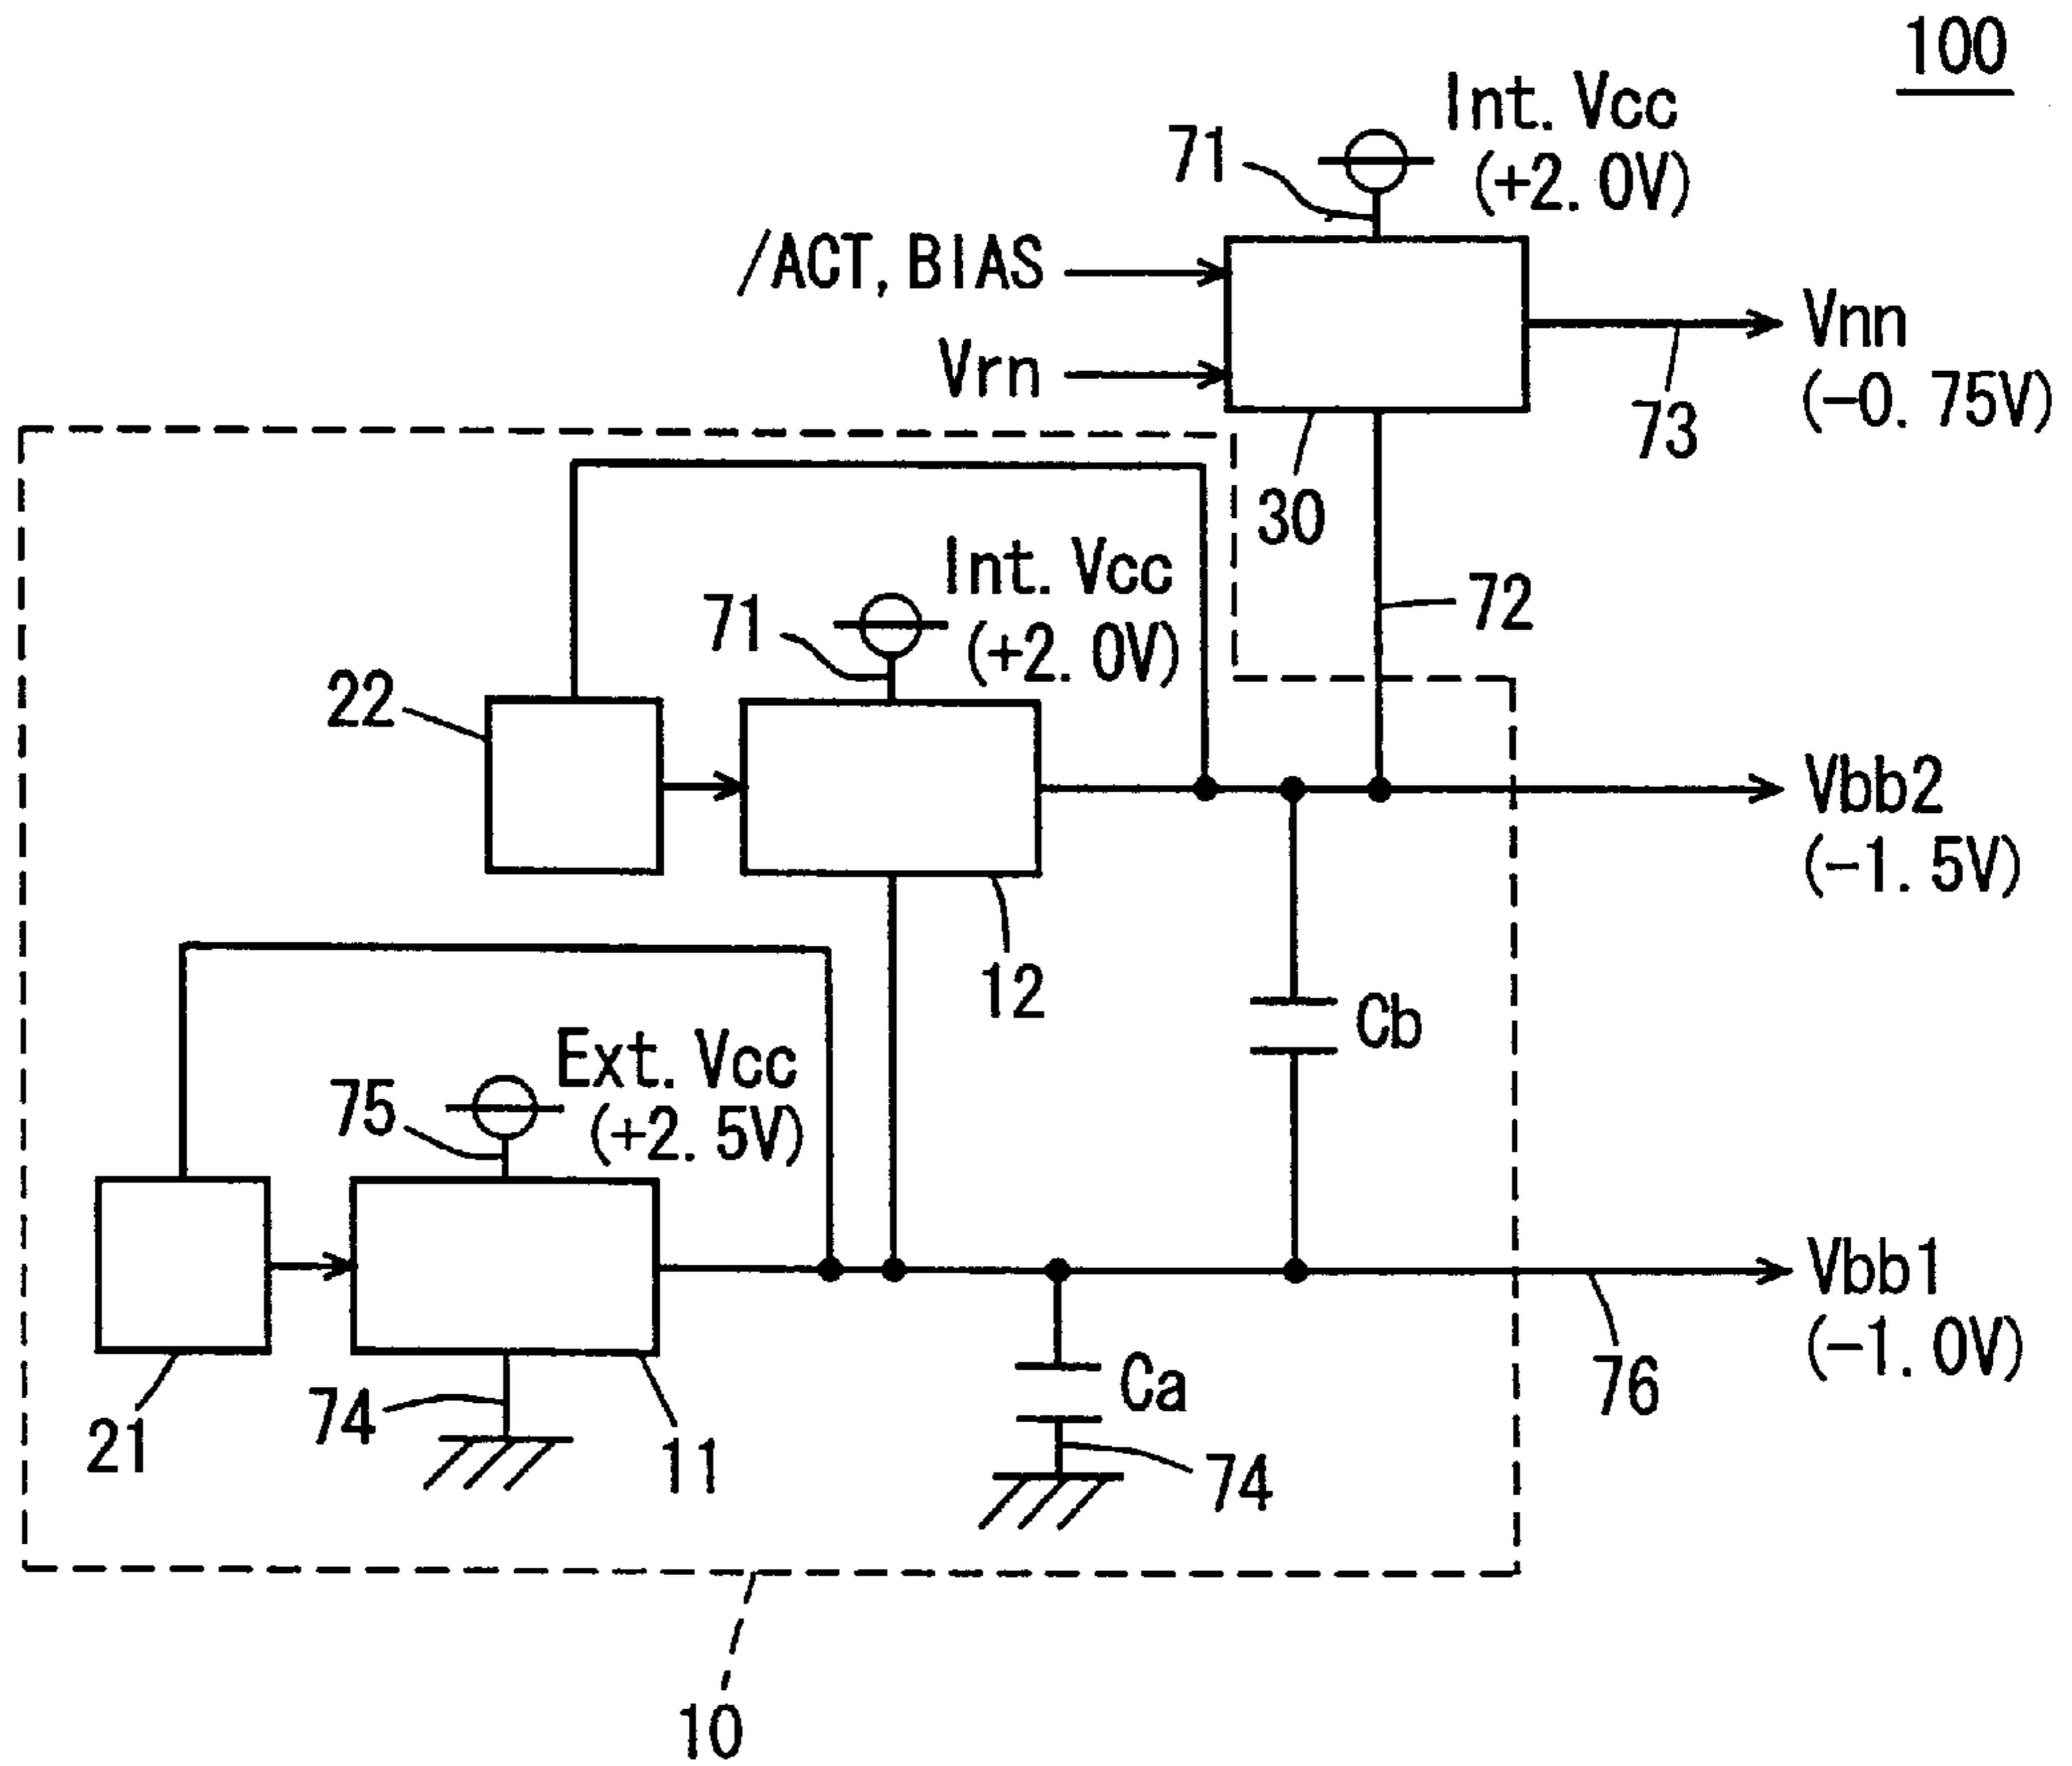 100
Int. Vcc
(+2. 0V)
71
/ACT, BIAS
Vrn
Vnn
(-0. 75V)
73
30
72
Int. Vcc
(+2. 0V)
71
22
12
Vbb2
(-1. 5V)
Cb
Ext. Vcc
(+2. 5V)
75
Vbb1
(-1. 0V)
76
Ca
74
74
21
11
10